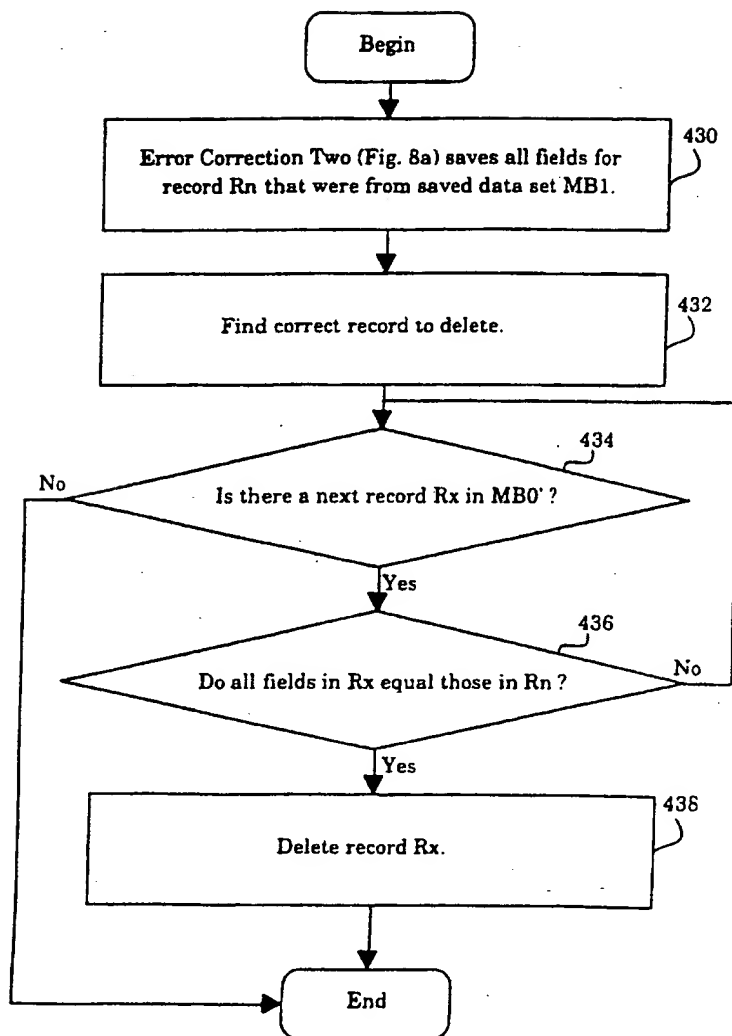 Begin
430
Error Correction Two (Fig. 8a) saves all fields for
record Rn that were from saved data set MB1.
432
Find correct record to delete.
434
No
Is there a next record Rx in MB0' ?
Yes
436
Do all fields in Rx equal those in Rn ?
No
Yes
438
Delete record Rx.
End